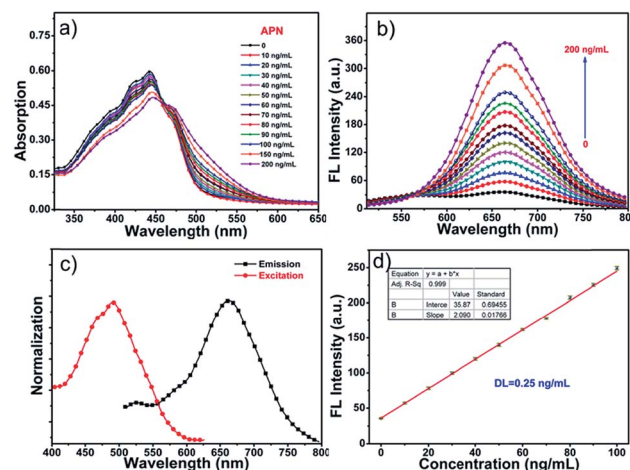 a)
APN
0
10 ng/mL
20 ng/mL
30 ng/mL
40 ng/mL
50 ng/mL
60 ng/mL
70 ng/mL
80 ng/mL
90 ng/mL
100 ng/mL
150 ng/mL
200 ng/mL
0.75
0.60
0.45
0.30
0.15
0.00
Absorption
350 400 450 500 550 600 650
Wavelength (nm)
b)
200 ng/mL
0
360
300
240
180
120
60
0
FL Intensity (a.u.)
550 600 650 700 750 800
Wavelength (nm)
c)
Emission
Excitation
Normalization
400 450 500 550 600 650 700 750 800
Wavelength (nm)
d)
Equation y = a + b*x
Adj. R-Sq 0.999
Value Standard
B Interce 35.87 0.69455
B Slope 2.090 0.01766
DL=0.25 ng/mL
250
200
150
100
50
0
FL Intensity (a.u.)
0 20 40 60 80 100
Concentration (ng/mL)